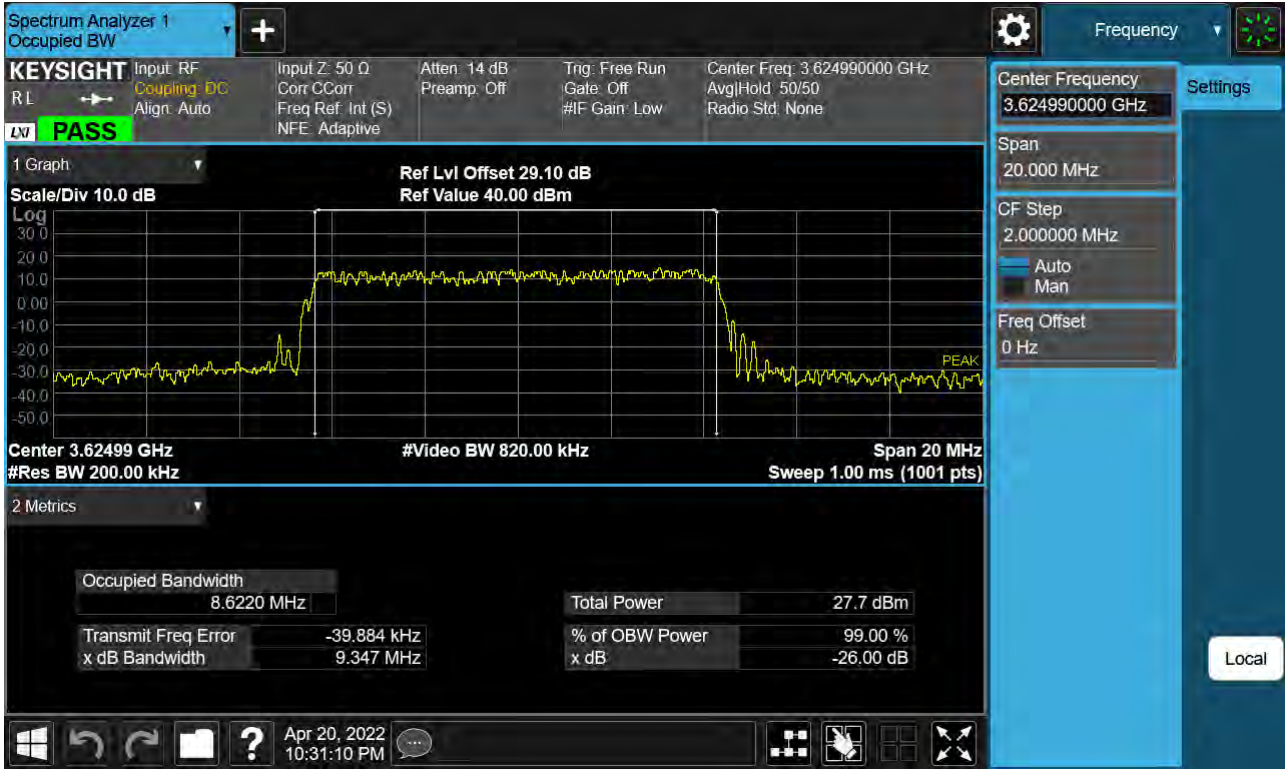 Spectrum Analyzer 1
Occupied BW
+
Frequency
KEYSIGHT
RL
LXI
PASS
Input: RF
Coupling: DC
Align: Auto
Input Z: 50 Ω
Corr CCorr
Freq Ref: Int (S)
NFE: Adaptive
Atten: 14 dB
Preamp: Off
Trig: Free Run
Gate: Off
#IF Gain: Low
Center Freq: 3.624990000 GHz
Avg|Hold: 50/50
Radio Std: None
Center Frequency
3.624990000 GHz
Settings
Span
20.000 MHz
CF Step
2.000000 MHz
Auto
Man
Freq Offset
0 Hz
Local
1 Graph
Scale/Div 10.0 dB
Ref Lvl Offset 29.10 dB
Ref Value 40.00 dBm
Log
30.0
20.0
10.0
0.00
-10.0
-20.0
-30.0
-40.0
-50.0
PEAK
Center 3.62499 GHz
#Video BW 820.00 kHz
Span 20 MHz
#Res BW 200.00 kHz
Sweep 1.00 ms (1001 pts)
2 Metrics
Occupied Bandwidth
8.6220 MHz
Total Power 27.7 dBm
Transmit Freq Error -39.884 kHz
% of OBW Power 99.00 %
x dB Bandwidth 9.347 MHz
x dB -26.00 dB
?
Apr 20, 2022
10:31:10 PM